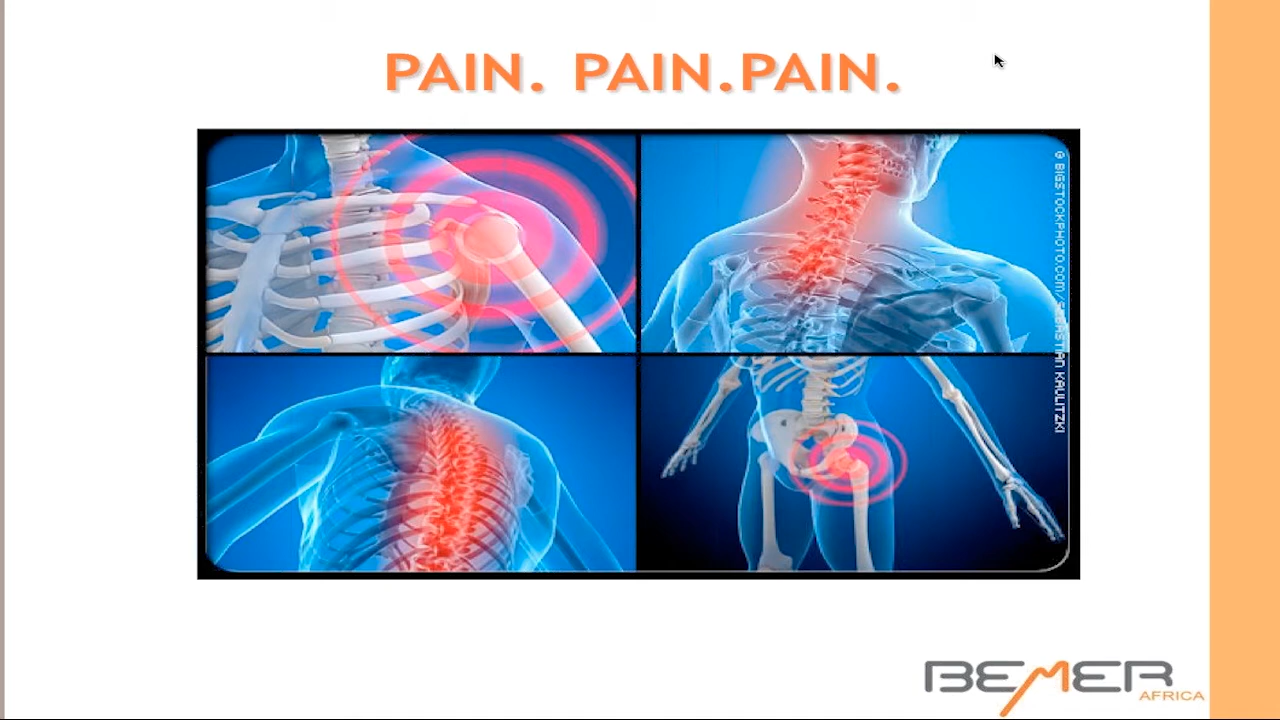 PAIN. PAIN.PAIN.
© BIGSTOCKPHOTO.COM/SEBASTIAN KAULITZKI
BEMER
AFRICA